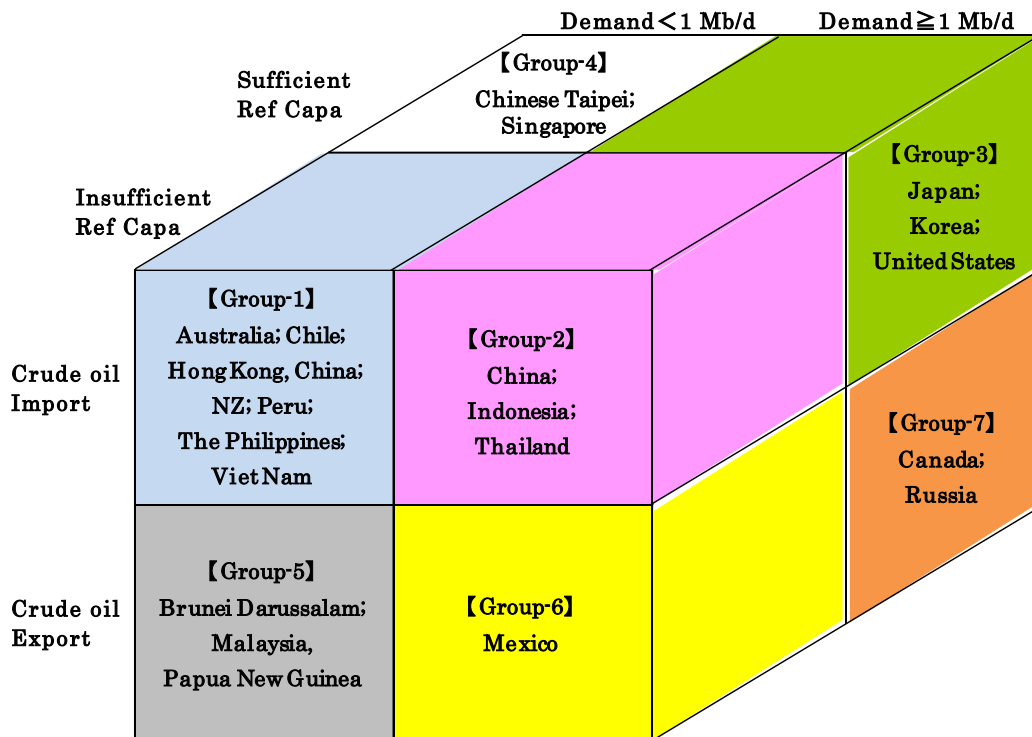 Demand<1 Mb/d
Demand≧1 Mb/d
Sufficient
Ref Capa
【Group-4】
Chinese Taipei;
Singapore
Insufficient
Ref Capa
【Group-3】
Japan;
Korea;
United States
Crude oil
Import
【Group-1】
Australia; Chile;
Hong Kong, China;
NZ; Peru;
The Philippines;
Viet Nam
【Group-2】
China;
Indonesia;
Thailand
【Group-7】
Canada;
Russia
Crude oil
Export
【Group-5】
Brunei Darussalam;
Malaysia,
Papua New Guinea
【Group-6】
Mexico